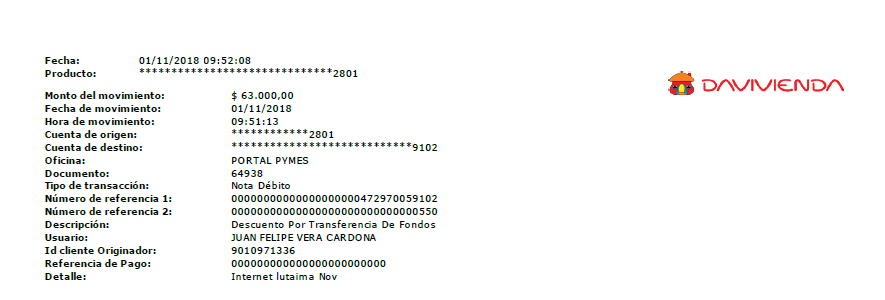 Fecha: 01/11/2018 09:52:08
Producto: ******************************2801
DAVIVIENDA
Monto del movimiento: $ 63.000,00
Fecha de movimiento: 01/11/2018
Hora de movimiento: 09:51:13
Cuenta de origen: ************2801
Cuenta de destino: ****************************9102
Oficina: PORTAL PYMES
Documento: 64938
Tipo de transacción: Nota Débito
Número de referencia 1: 00000000000000000000472970059102
Número de referencia 2: 00000000000000000000000000000550
Descripción: Descuento Por Transferencia De Fondos
Usuario: JUAN FELIPE VERA CARDONA
Id cliente Originador: 9010971336
Referencia de Pago: 000000000000000000000000
Detalle: Internet lutaima Nov